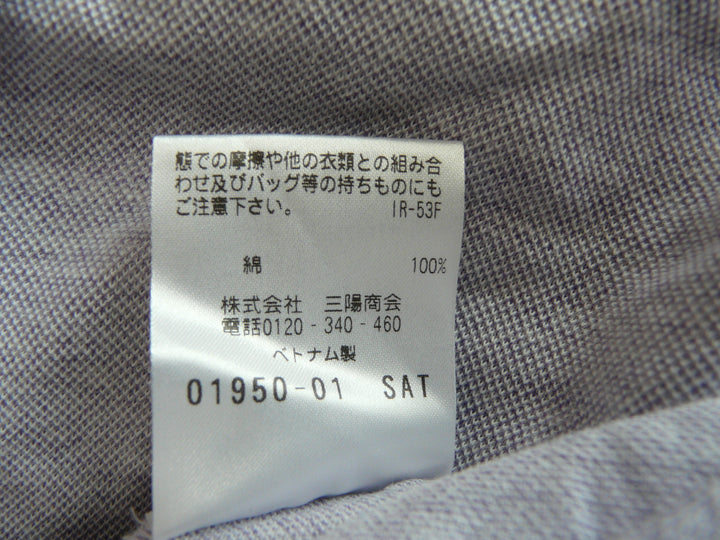 態での摩擦や他の衣類との組み合
わせ及びバッグ等の持ちものにも
ご注意下さい。 IR-53F
綿 100%
株式会社 三陽商会
電話0120-340-460
ベトナム製
01950-01 SAT